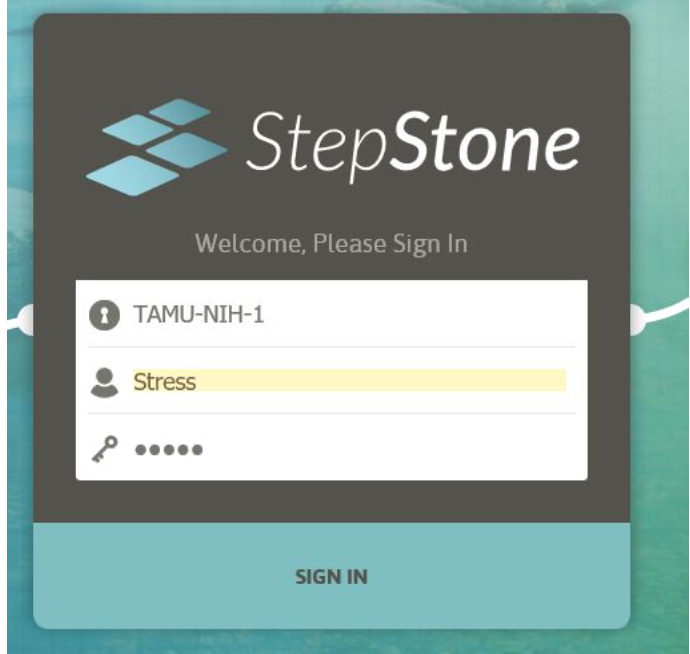 StepStone
Welcome, Please Sign In
TAMU-NIH-1
Stress
•••••
SIGN IN